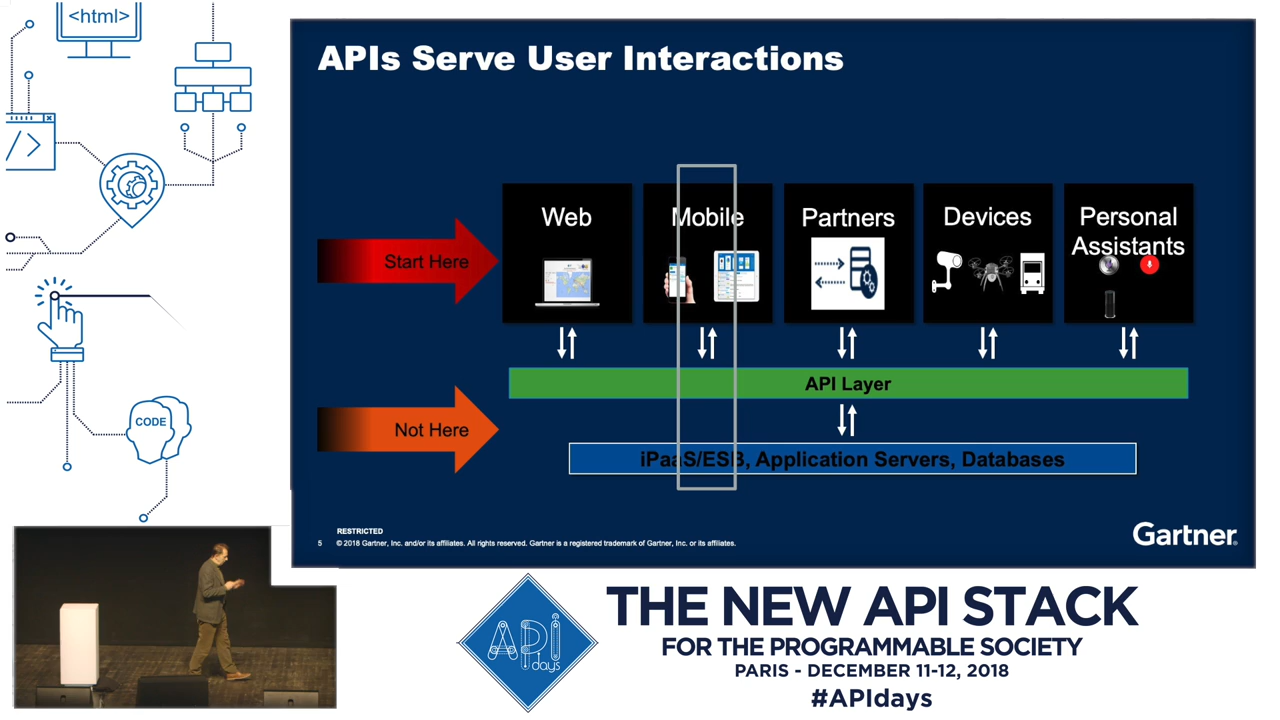 <html>
APIs Serve User Interactions
Web
Mobile
Partners
Devices
Personal
Assistants
Start Here
API Layer
Not Here
iPaaS/ESB, Application Servers, Databases
RESTRICTED
5 © 2018 Gartner, Inc. and/or its affiliates. All rights reserved. Gartner is a registered trademark of Gartner, Inc. or its affiliates.
Gartner®
</>
CODE
API
days
THE NEW API STACK
FOR THE PROGRAMMABLE SOCIETY
PARIS - DECEMBER 11-12, 2018
#APIdays